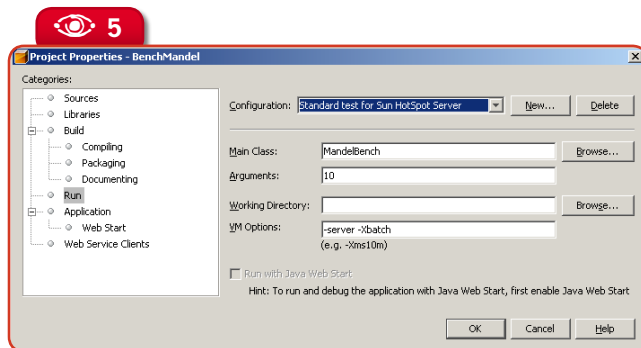 5
Project Properties - BenchMandel
Categories:
Sources
Libraries
Build
Compiling
Packaging
Documenting
Run
Application
Web Start
Web Service Clients
Configuration: Standard test for Sun HotSpot Server New... Delete
Main Class: MandelBench Browse...
Arguments: 10
Working Directory: Browse...
VM Options: -server -Xbatch
(e.g. -Xms10m)
Run with Java Web Start
Hint: To run and debug the application with Java Web Start, first enable Java Web Start
OK Cancel Help